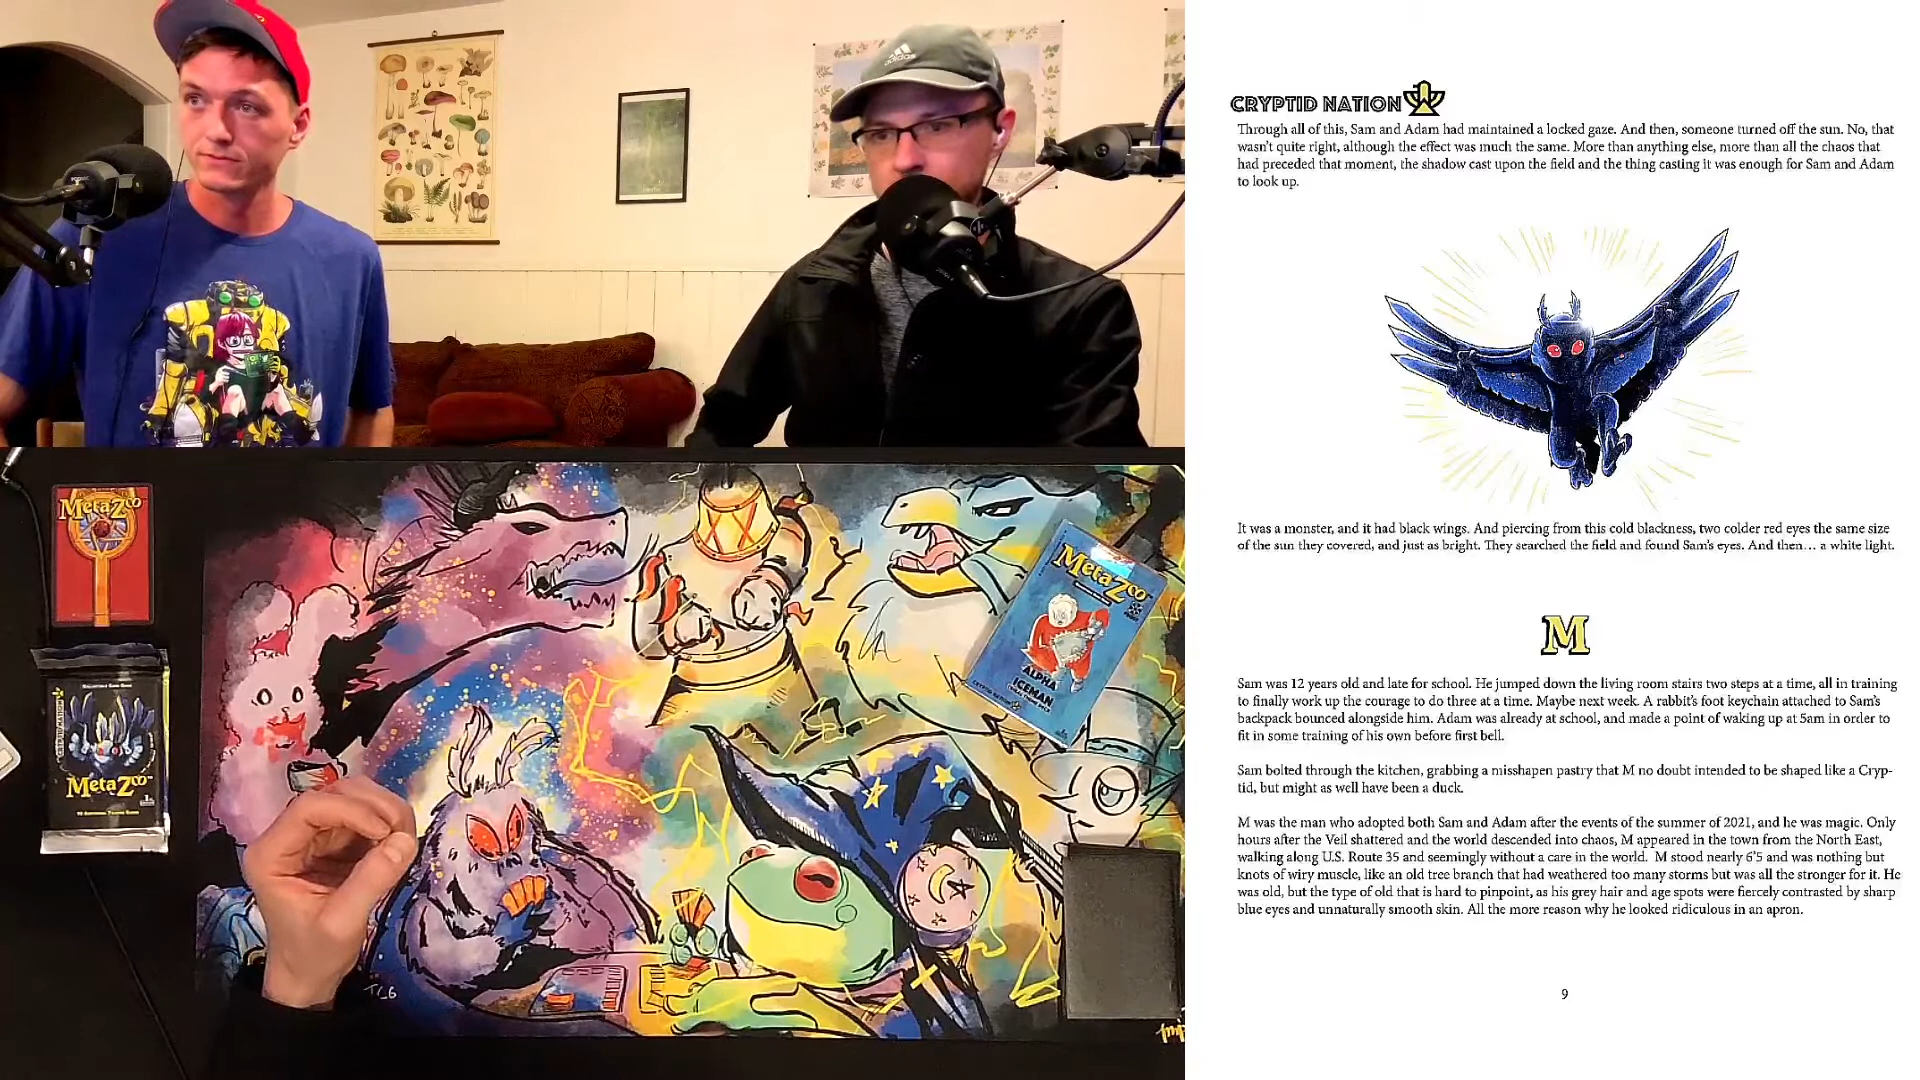 adidas
CRYPTID NATION
Through all of this, Sam and Adam had maintained a locked gaze. And then, someone turned off the sun. No, that
wasn't quite right, although the effect was much the same. More than anything else, more than all the chaos that
had preceded that moment, the shadow cast upon the field and the thing casting it was enough for Sam and Adam
to look up.
It was a monster, and it had black wings. And piercing from this cold blackness, two colder red eyes the same size
of the sun they covered, and just as bright. They searched the field and found Sam's eyes. And then… a white light.
M
Sam was 12 years old and late for school. He jumped down the living room stairs two steps at a time, all in training
to finally work up the courage to do three at a time. Maybe next week. A rabbit's foot keychain attached to Sam's
backpack bounced alongside him. Adam was already at school, and made a point of waking up at 5am in order to
fit in some training of his own before first bell.
Sam bolted through the kitchen, grabbing a misshapen pastry that M no doubt intended to be shaped like a Cryp-
tid, but might as well have been a duck.
M was the man who adopted both Sam and Adam after the events of the summer of 2021, and he was magic. Only
hours after the Veil shattered and the world descended into chaos, M appeared in the town from the North East,
walking along U.S. Route 35 and seemingly without a care in the world.  M stood nearly 6'5 and was nothing but
knots of wiry muscle, like an old tree branch that had weathered too many storms but was all the stronger for it. He
was old, but the type of old that is hard to pinpoint, as his grey hair and age spots were fiercely contrasted by sharp
blue eyes and unnaturally smooth skin. All the more reason why he looked ridiculous in an apron.
9
MetaZoo
MetaZoo
ALPHA
ICEMAN
CRYPTID NATION
CRYPTID NATION
MetaZoo
TLG